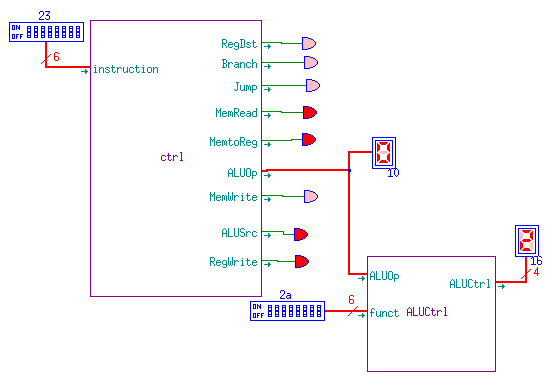 23
ON
OFF
6
instruction
RegDst
Branch
Jump
MemRead
MemtoReg
ctrl
ALUOp
0
10
MemWrite
ALUSrc
RegWrite
2
16
4
2a
ON
OFF
6
ALUOp
ALUCtrl
funct
ALUCtrl